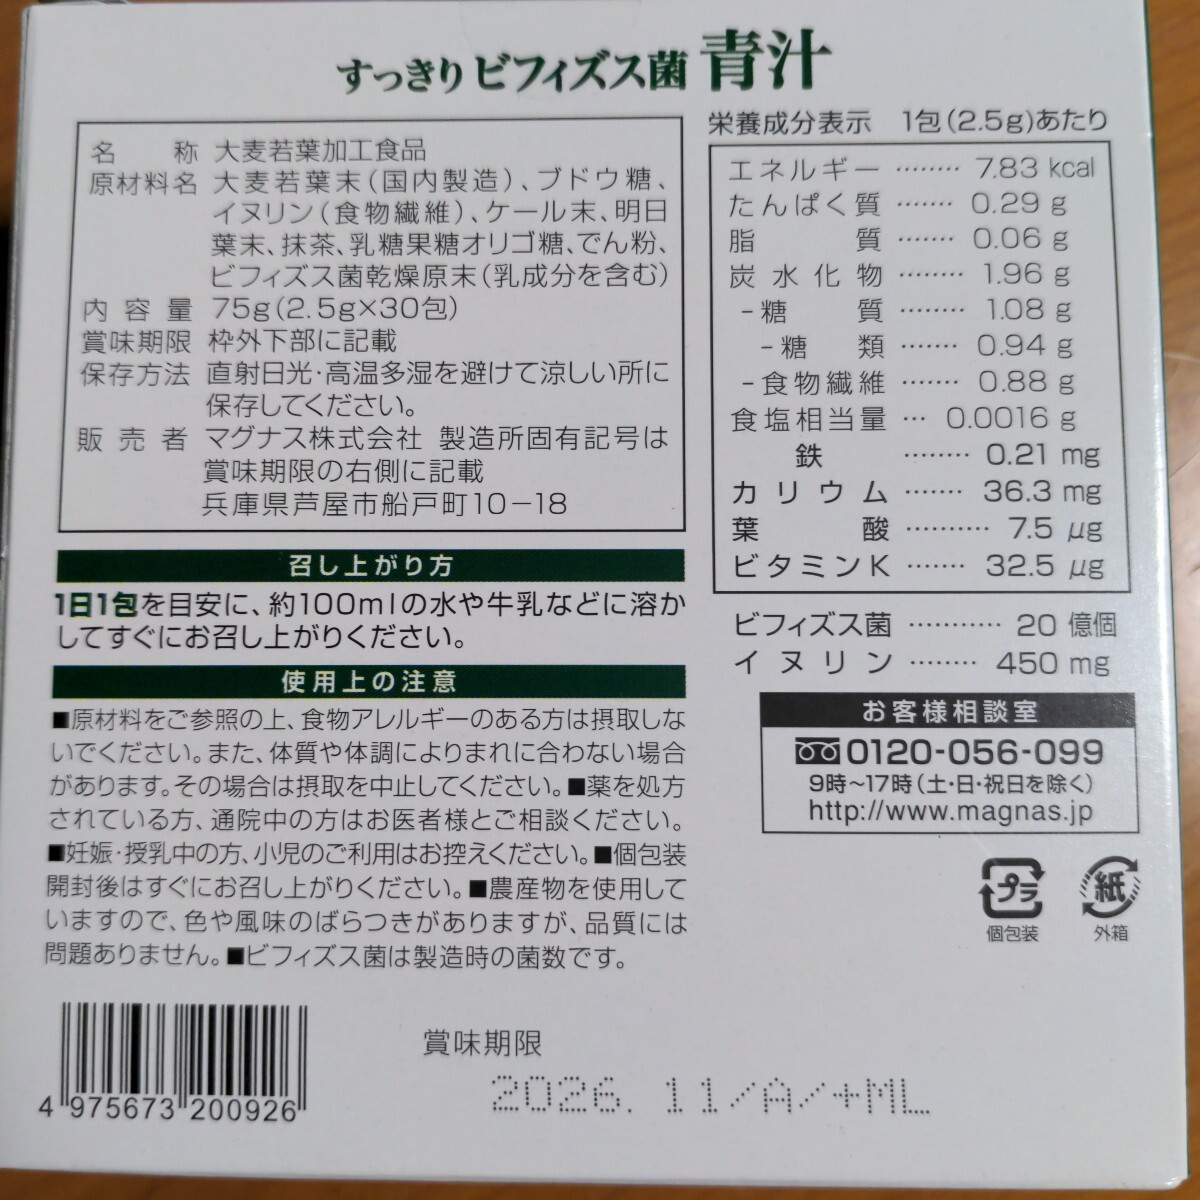 すっきりビフィズス菌 青汁
名称 大麦若葉加工食品
原材料名 大麦若葉末(国内製造)、ブドウ糖、
イヌリン(食物繊維)、ケール末、明日
葉末、抹茶、乳糖果糖オリゴ糖、でん粉、
ビフィズス菌乾燥原末(乳成分を含む)
内容量 75g(2.5g×30包)
賞味期限 枠外下部に記載
保存方法 直射日光・高温多湿を避けて涼しい所に
保存してください。
販売者 マグナス株式会社 製造所固有記号は
賞味期限の右側に記載
兵庫県芦屋市船戸町10-18
召し上がり方
1日1包を目安に、約100mlの水や牛乳などに溶か
してすぐにお召し上がりください。
使用上の注意
■原材料をご参照の上、食物アレルギーのある方は摂取しな
いでください。また、体質や体調によりまれに合わない場合
があります。その場合は摂取を中止してください。■薬を処方
されている方、通院中の方はお医者様とご相談ください。
■妊娠・授乳中の方、小児のご利用はお控えください。■個包装
開封後はすぐにお召し上がりください。■農産物を使用して
いますので、色や風味のばらつきがありますが、品質には
問題ありません。■ビフィズス菌は製造時の菌数です。
栄養成分表示 1包(2.5g)あたり
エネルギー ········ 7.83 kcal
たんぱく質 ······· 0.29 g
脂質 ······· 0.06 g
炭水化物 ········ 1.96 g
-糖質 ········ 1.08 g
-糖類 ······· 0.94 g
-食物繊維 ······· 0.88 g
食塩相当量 ··· 0.0016 g
鉄 ········ 0.21 mg
カリウム ······· 36.3 mg
葉酸 ·········· 7.5 μg
ビタミンK ······· 32.5 μg
ビフィズス菌 ··········· 20 億個
イヌリン ········ 450 mg
お客様相談室
0120-056-099
9時～17時(土・日・祝日を除く)
http://www.magnas.jp
プラ
個包装
紙
外箱
4 975673 200926
賞味期限
2026. 11/A/+ML